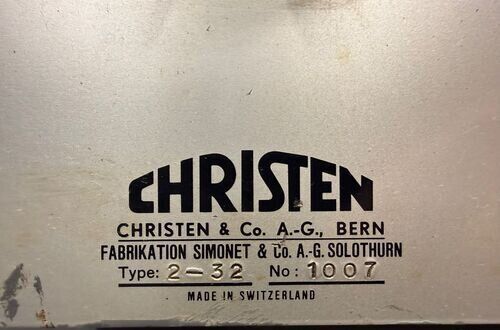 CHRISTEN
CHRISTEN & Co. A.-G., BERN
FABRIKATION SIMONET & Co. A.-G. SOLOTHURN
Type: 2-32 No: 1007
MADE IN SWITZERLAND